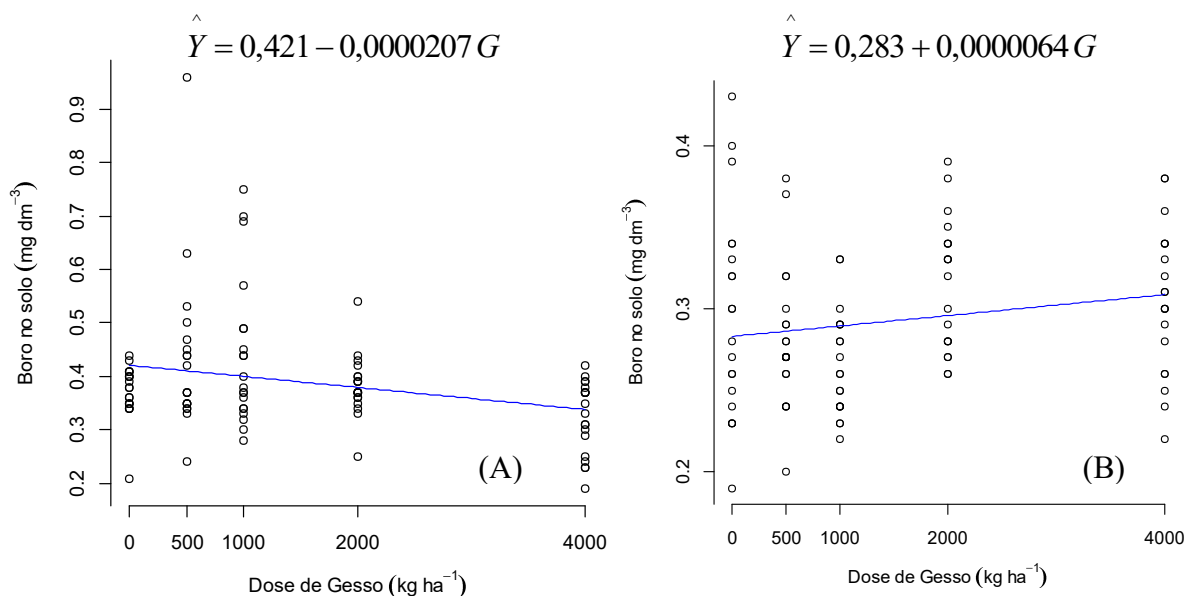 Ŷ = 0,421 − 0,0000207 G
0.9
0.8
0.7
0.6
0.5
0.4
0.3
0.2
Boro no solo (mg dm⁻³)
(A)
0 500 1000 2000 4000
Dose de Gesso (kg ha⁻¹)
Ŷ = 0,283 + 0,0000064 G
0.4
0.3
0.2
Boro no solo (mg dm⁻³)
(B)
0 500 1000 2000 4000
Dose de Gesso (kg ha⁻¹)